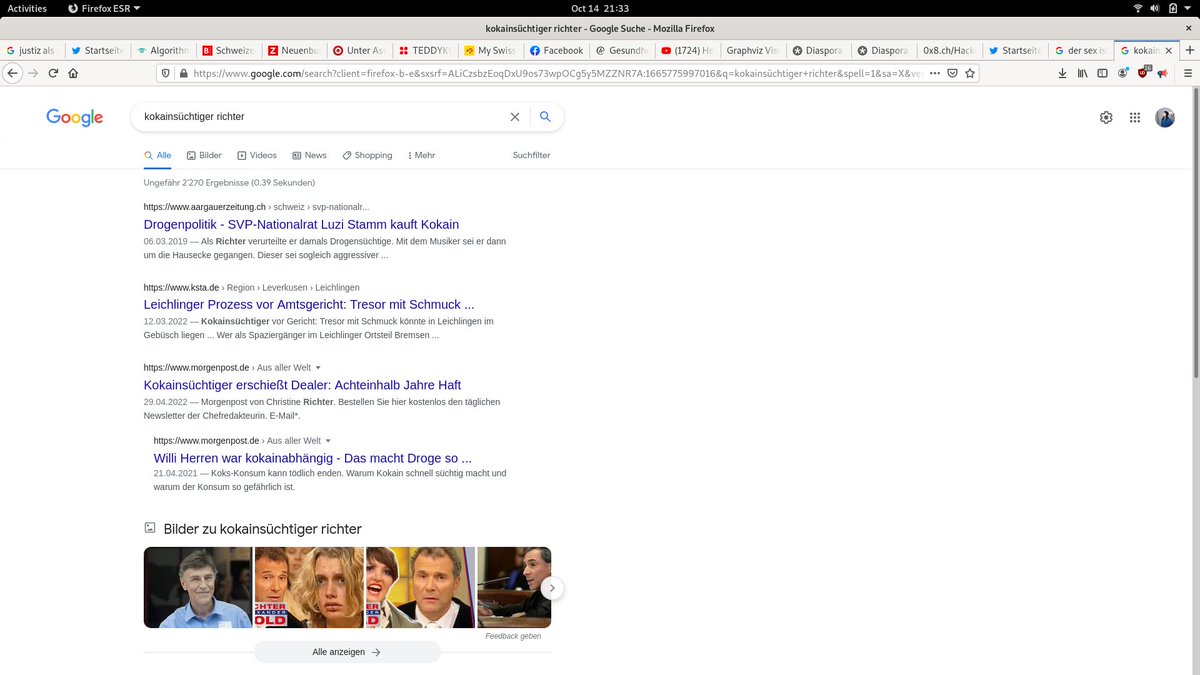 Activities Firefox ESR Oct 14 21:33
kokainsüchtiger richter - Google Suche - Mozilla Firefox
justiz als Startseite Algorithm Schweize Neuenbu Unter Ass TEDDYK My Swiss Facebook Gesundh (1724) He Graphviz Vis Diaspora Diaspora 0x8.ch/Hack Startseite der sex is kokain
https://www.google.com/search?client=firefox-b-e&sxsrf=ALiCzsbzEoqDxU9os73wpOCg5y5MZZNR7A:1665775997016&q=kokainsüchtiger+richter&spell=1&sa=X&ve
Google kokainsüchtiger richter
Alle Bilder Videos News Shopping Mehr Suchfilter
Ungefähr 2'270 Ergebnisse (0.39 Sekunden)
https://www.aargauerzeitung.ch › schweiz › svp-nationalr...
Drogenpolitik - SVP-Nationalrat Luzi Stamm kauft Kokain
06.03.2019 — Als Richter verurteilte er damals Drogensüchtige. Mit dem Musiker sei er dann
um die Hausecke gegangen. Dieser sei sogleich aggressiver ...
https://www.ksta.de › Region › Leverkusen › Leichlingen
Leichlinger Prozess vor Amtsgericht: Tresor mit Schmuck ...
12.03.2022 — Kokainsüchtiger vor Gericht: Tresor mit Schmuck könnte in Leichlingen im
Gebüsch liegen ... Wer als Spaziergänger im Leichlinger Ortsteil Bremsen ...
https://www.morgenpost.de › Aus aller Welt
Kokainsüchtiger erschießt Dealer: Achteinhalb Jahre Haft
29.04.2022 — Morgenpost von Christine Richter. Bestellen Sie hier kostenlos den täglichen
Newsletter der Chefredakteurin. E-Mail*.
https://www.morgenpost.de › Aus aller Welt
Willi Herren war kokainabhängig - Das macht Droge so ...
21.04.2021 — Koks-Konsum kann tödlich enden. Warum Kokain schnell süchtig macht und
warum der Konsum so gefährlich ist.
Bilder zu kokainsüchtiger richter
Feedback geben
Alle anzeigen